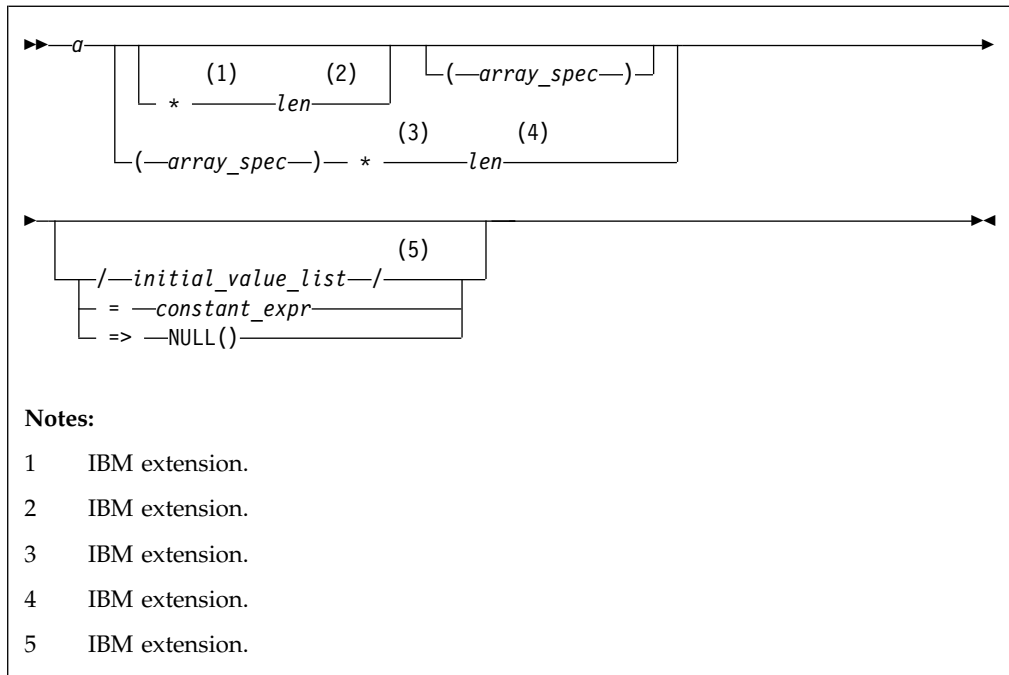 a
(1) (2)
* len
( array_spec )
(3) (4)
( array_spec ) * len
(5)
/ initial_value_list /
= constant_expr
=> NULL()
Notes:
1 IBM extension.
2 IBM extension.
3 IBM extension.
4 IBM extension.
5 IBM extension.